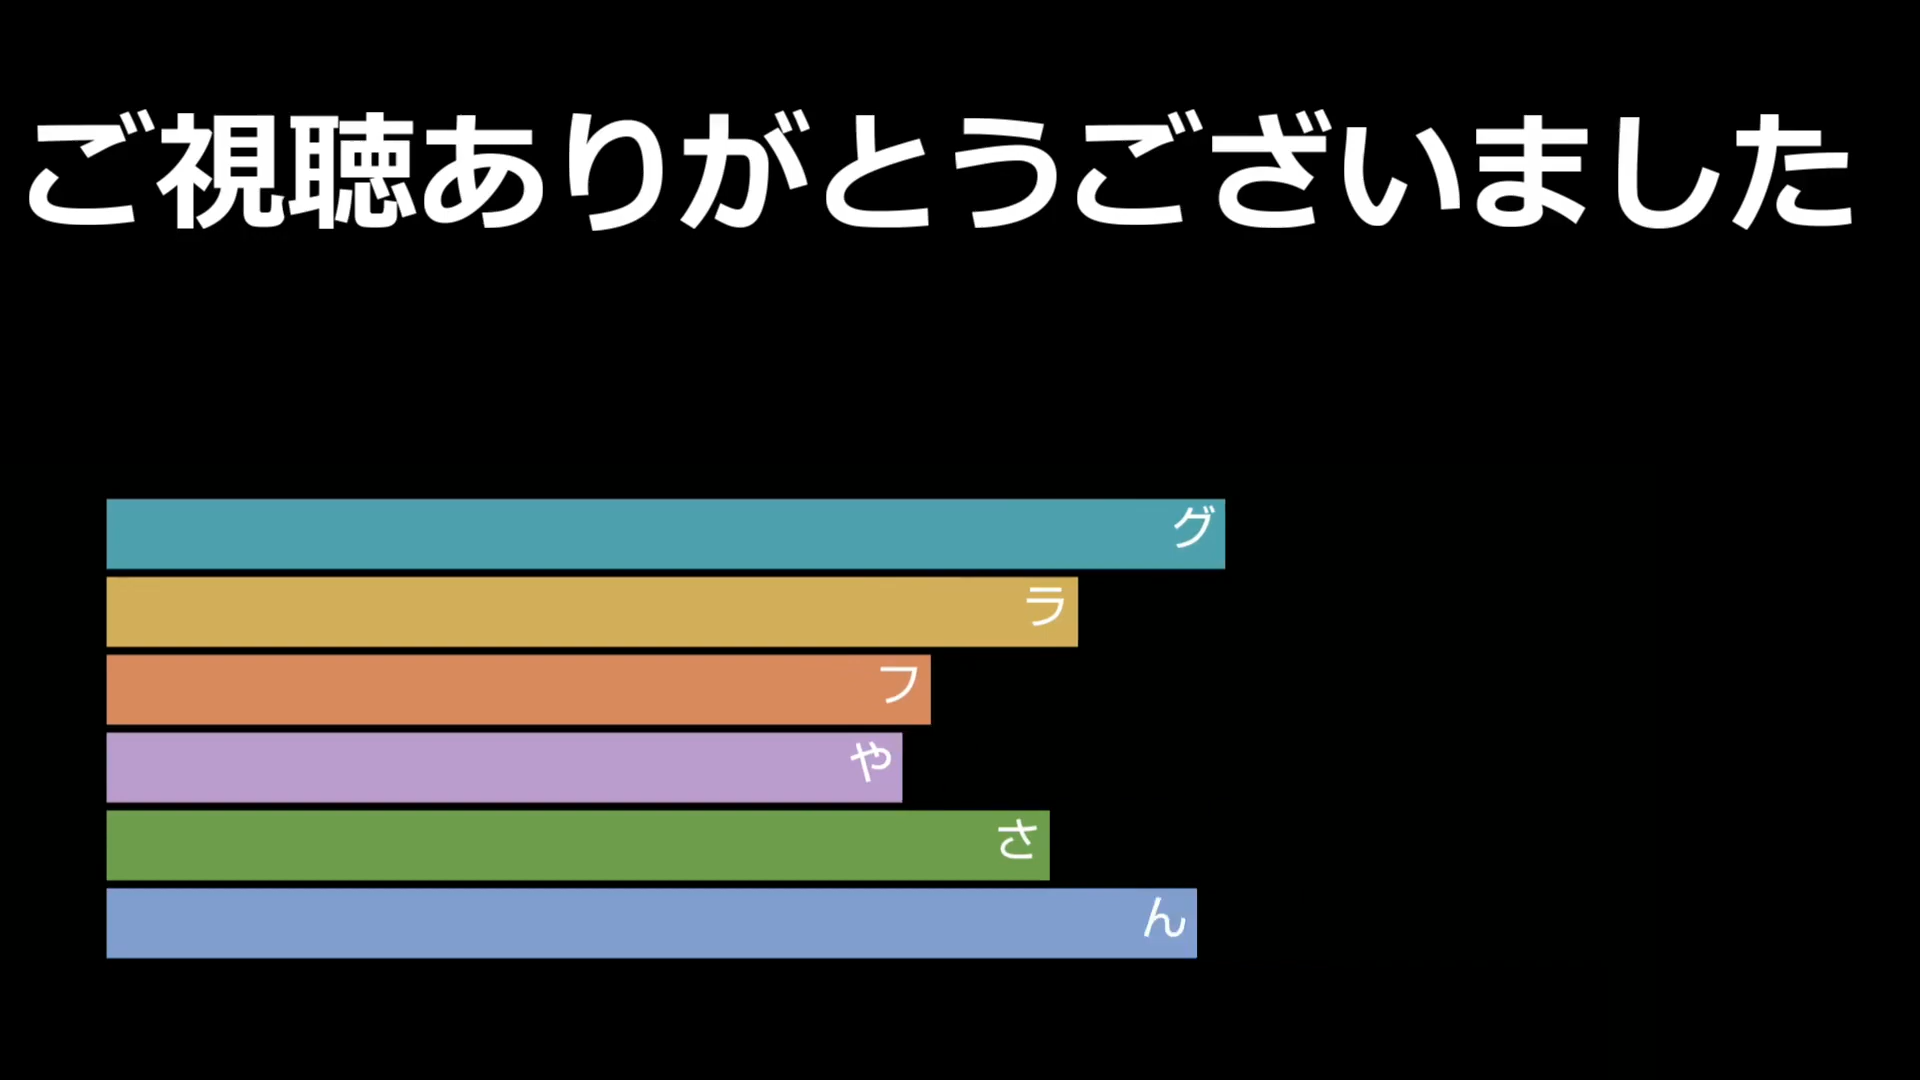 ご視聴ありがとうございました
グ
ラ
フ
や
さ
ん